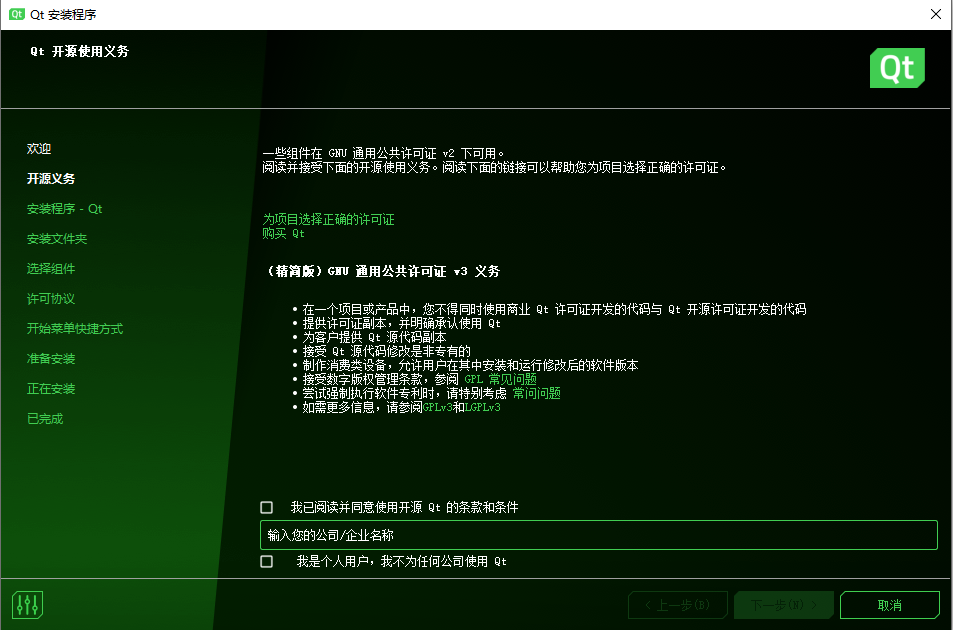 Qt Qt 安装程序
Qt 开源使用义务
Qt
欢迎
开源义务
安装程序 - Qt
安装文件夹
选择组件
许可协议
开始菜单快捷方式
准备安装
正在安装
已完成
一些组件在 GNU 通用公共许可证 v2 下可用。
阅读并接受下面的开源使用义务。阅读下面的链接可以帮助您为项目选择正确的许可证。
为项目选择正确的许可证
购买 Qt
（精简版）GNU 通用公共许可证 v3 义务
• 在一个项目或产品中，您不得同时使用商业 Qt 许可证开发的代码与 Qt 开源许可证开发的代码
• 提供许可证副本，并明确承认使用 Qt
• 为客户提供 Qt 源代码副本
• 接受 Qt 源代码修改是非专有的
• 制作消费类设备，允许用户在其中安装和运行修改后的软件版本
• 接受数字版权管理条款，参阅 GPL 常见问题
• 尝试强制执行软件专利时，请特别考虑 常问问题
• 如需更多信息，请参阅GPLv3和LGPLv3
我已阅读并同意使用开源 Qt 的条款和条件
输入您的公司/企业名称
我是个人用户，我不为任何公司使用 Qt
< 上一步(B)
下一步(N) >
取消